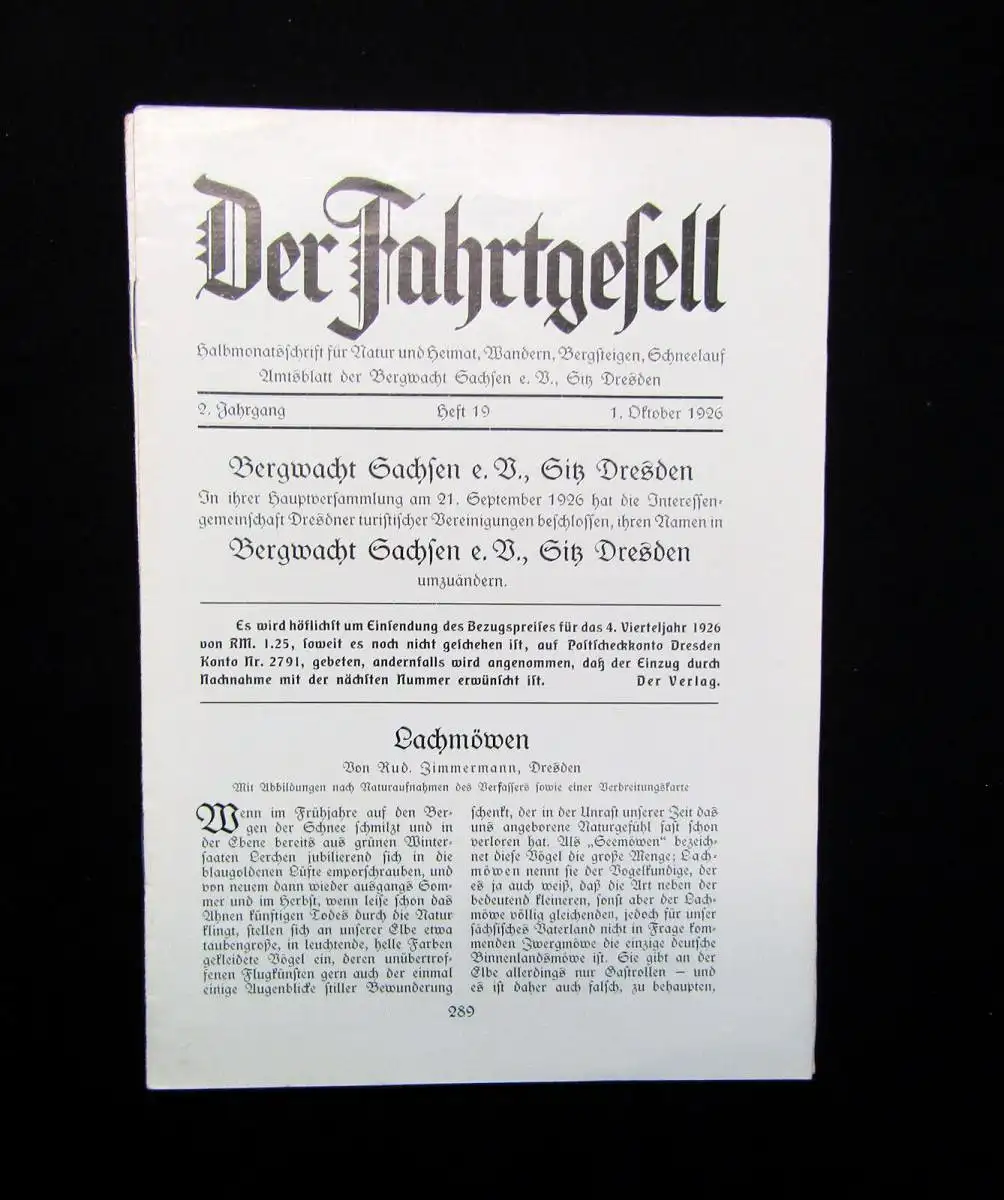 Der Fahrtgesell
Halbmonatsschrift für Natur und Heimat, Wandern, Bergsteigen, Schneelauf
Amtsblatt der Bergwacht Sachsen e. V., Sitz Dresden
2. Jahrgang Heft 19 1. Oktober 1926
Bergwacht Sachsen e. V., Sitz Dresden
In ihrer Hauptversammlung am 21. September 1926 hat die Interessen-
gemeinschaft Dresdner turistischer Vereinigungen beschlossen, ihren Namen in
Bergwacht Sachsen e. V., Sitz Dresden
umzuändern.
Es wird höflichst um Einsendung des Bezugspreises für das 4. Vierteljahr 1926
von RM. 1.25, soweit es noch nicht geschehen ist, auf Postscheckkonto Dresden
Konto Nr. 2791, gebeten, andernfalls wird angenommen, daß der Einzug durch
Nachnahme mit der nächsten Nummer erwünscht ist. Der Verlag.
Lachmöwen
Von Rud. Zimmermann, Dresden
Mit Abbildungen nach Naturaufnahmen des Verfassers sowie einer Verbreitungskarte
Wenn im Frühjahre auf den Ber-
gen der Schnee schmilzt und in
der Ebene bereits aus grünen Winter-
saaten Lerchen jubilierend sich in die
blaugoldenen Lüfte emporschrauben, und
von neuem dann wieder ausgangs Som-
mer und im Herbst, wenn leise schon das
Ahnen künftigen Todes durch die Natur
klingt, stellen sich an unserer Elbe etwa
taubengroße, in leuchtende, helle Farben
gekleidete Vögel ein, deren unübertrof-
fenen Flugkünsten gern auch der einmal
einige Augenblicke stiller Bewunderung
schenkt, der in der Unrast unserer Zeit das
uns angeborene Naturgefühl fast schon
verloren hat. Als „Seemöwen“ bezeich-
net diese Vögel die große Menge; Lach-
möwen nennt sie der Vogelkundige, der
es ja auch weiß, daß die Art neben der
bedeutend kleineren, sonst aber der Lach-
möwe völlig gleichenden, jedoch für unser
sächsisches Vaterland nicht in Frage kom-
menden Zwergmöwe die einzige deutsche
Binnenlandsmöwe ist. Sie gibt an der
Elbe allerdings nur Gastrollen — und
es ist daher auch falsch, zu behaupten,
289